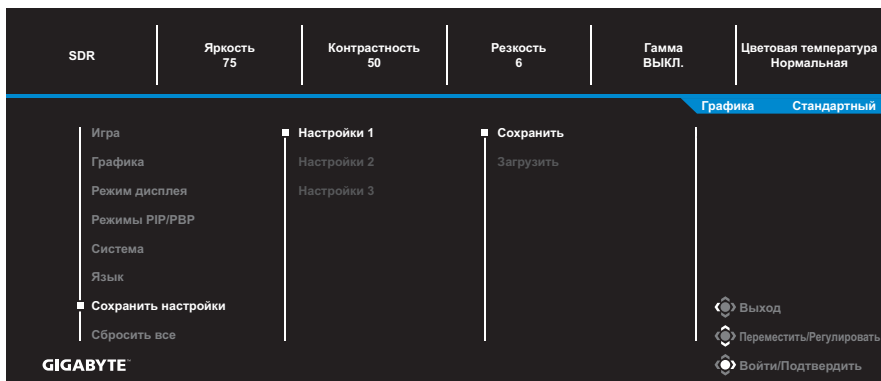 SDR
Яркость
75
Контрастность
50
Резкость
6
Гамма
ВЫКЛ.
Цветовая температура
Нормальная
Графика Стандартный
Игра
Графика
Режим дисплея
Режимы PIP/PBP
Система
Язык
Сохранить настройки
Сбросить все
Настройки 1
Настройки 2
Настройки 3
Сохранить
Загрузить
Выход
Переместить/Регулировать
Войти/Подтвердить
GIGABYTE™